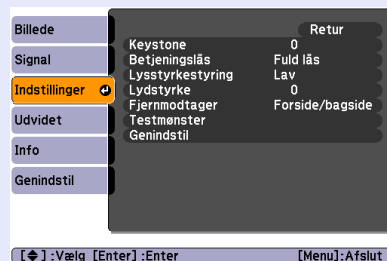 Billede
Signal
Indstillinger
Udvidet
Info
Genindstil
Retur
Keystone 0
Betjeningslås Fuld lås
Lysstyrkestyring Lav
Lydstyrke 0
Fjernmodtager Forside/bagside
Testmønster
Genindstil
[◆] :Vælg [Enter] :Enter [Menu]:Afslut